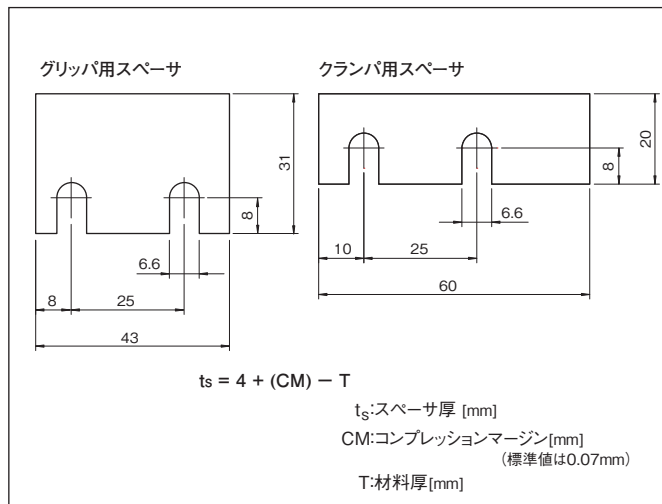 グリッパ用スペーサ
クランパ用スペーサ
31
8
6.6
8
25
43
20
8
6.6
10
25
60
ts = 4 + (CM) − T
ts:スペーサ厚 [mm]
CM:コンプレッションマージン[mm]
(標準値は0.07mm)
T:材料厚[mm]